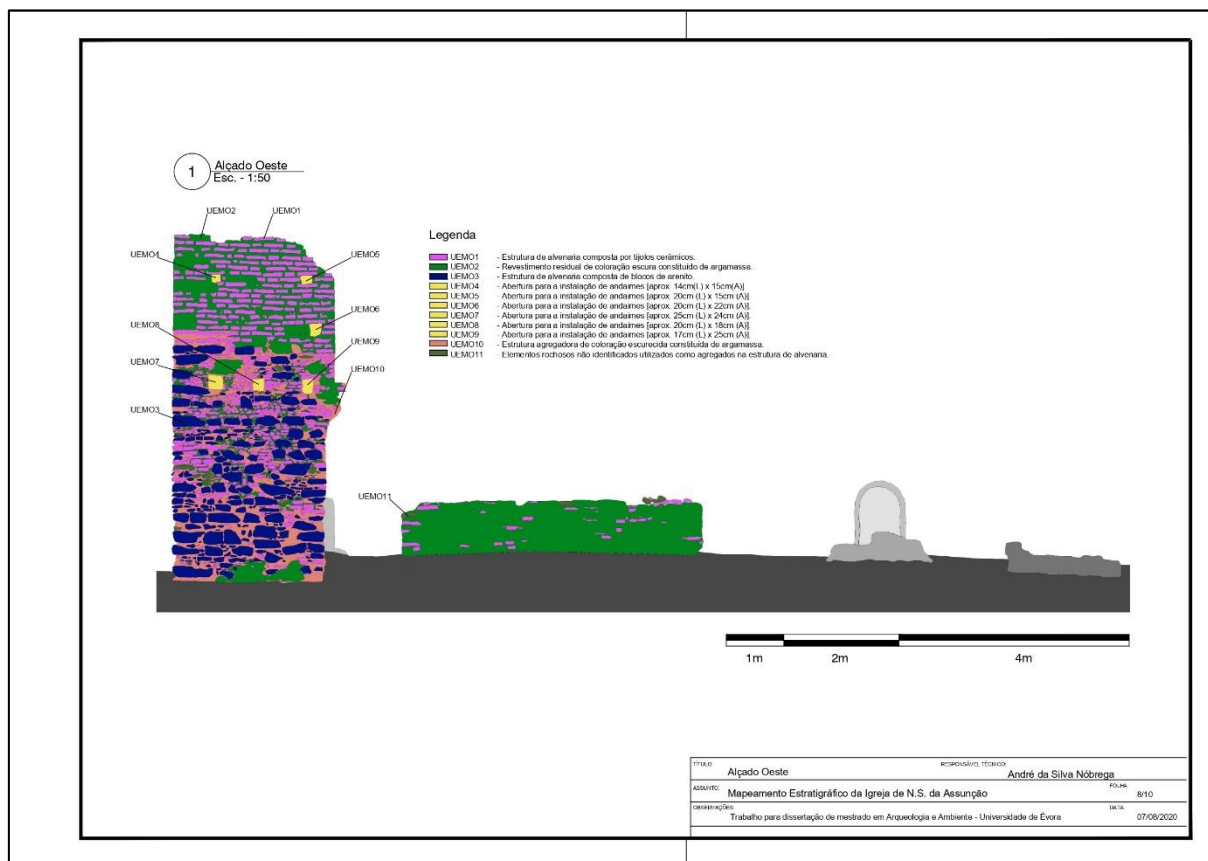 1 Alçado Oeste
Esc. - 1:50
UEMO2 UEMO1
UEMO4 UEMO5
UEMO6
UEMO8
UEMO9
UEMO7
UEMO10
UEMO3
UEMO11
Legenda
UEMO1 - Estrutura de alvenaria composta por tijolos cerâmicos.
UEMO2 - Revestimento residual de coloração escura constituído de argamassa.
UEMO3 - Estrutura de alvenaria composta de blocos de arenito.
UEMO4 - Abertura para a instalação de andaimes [aprox. 14cm(L) x 15cm(A)]
UEMO5 - Abertura para a instalação de andaimes [aprox. 20cm (L) x 15cm (A)].
UEMO6 - Abertura para a instalação de andaimes [aprox. 20cm (L) x 22cm (A)].
UEMO7 - Abertura para a instalação de andaimes [aprox. 25cm (L) x 24cm (A)].
UEMO8 - Abertura para a instalação de andaimes [aprox. 20cm (L) x 18cm (A)].
UEMO9 - Abertura para a instalação de andaimes [aprox. 17cm (L) x 25cm (A)].
UEMO10 - Estrutura agregadora de coloração escurecida constituída de argamassa.
UEMO11 - Elementos rochosos não identificados utilizados como agregados na estrutura de alvenaria.
1m 2m 4m
TÍTULO: Alçado Oeste RESPONSÁVEL TÉCNICO: André da Silva Nóbrega
ASSUNTO: Mapeamento Estratigráfico da Igreja de N.S. da Assunção FOLHA: 8/10
OBSERVAÇÕES: Trabalho para dissertação de mestrado em Arqueologia e Ambiente - Universidade de Évora DATA: 07/08/2020